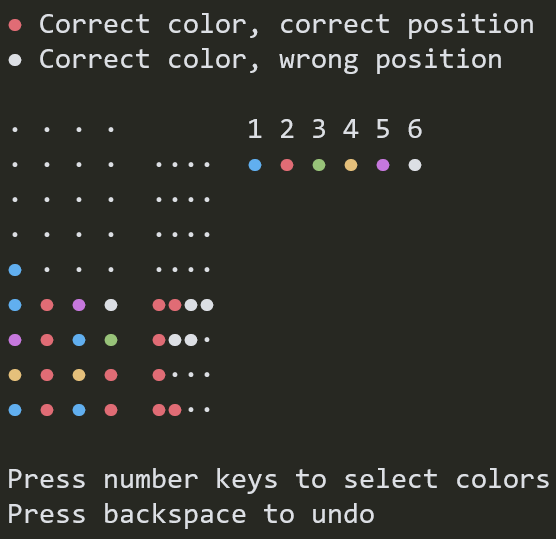 Correct color, correct position
Correct color, wrong position
1 2 3 4 5 6
Press number keys to select colors
Press backspace to undo